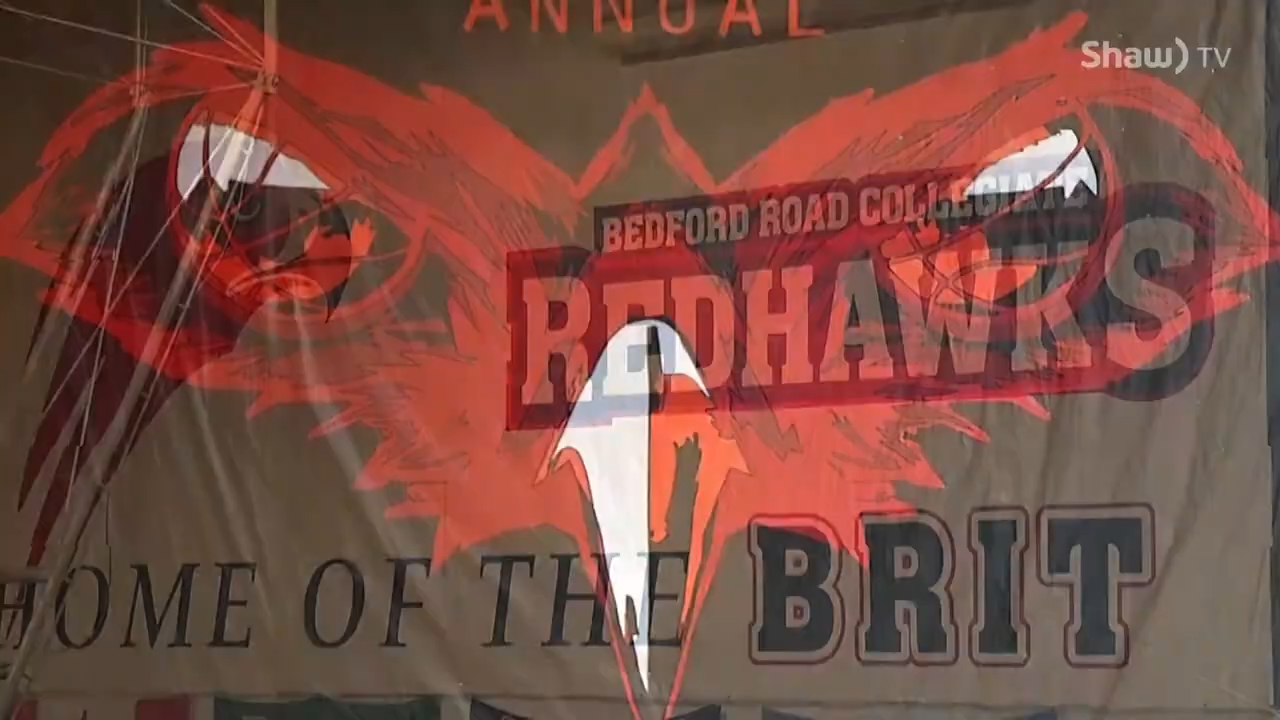 ANNUAL
Shaw) TV
BEDFORD ROAD COLLEGIATE
REDHAWKS
HOME OF THE BRIT